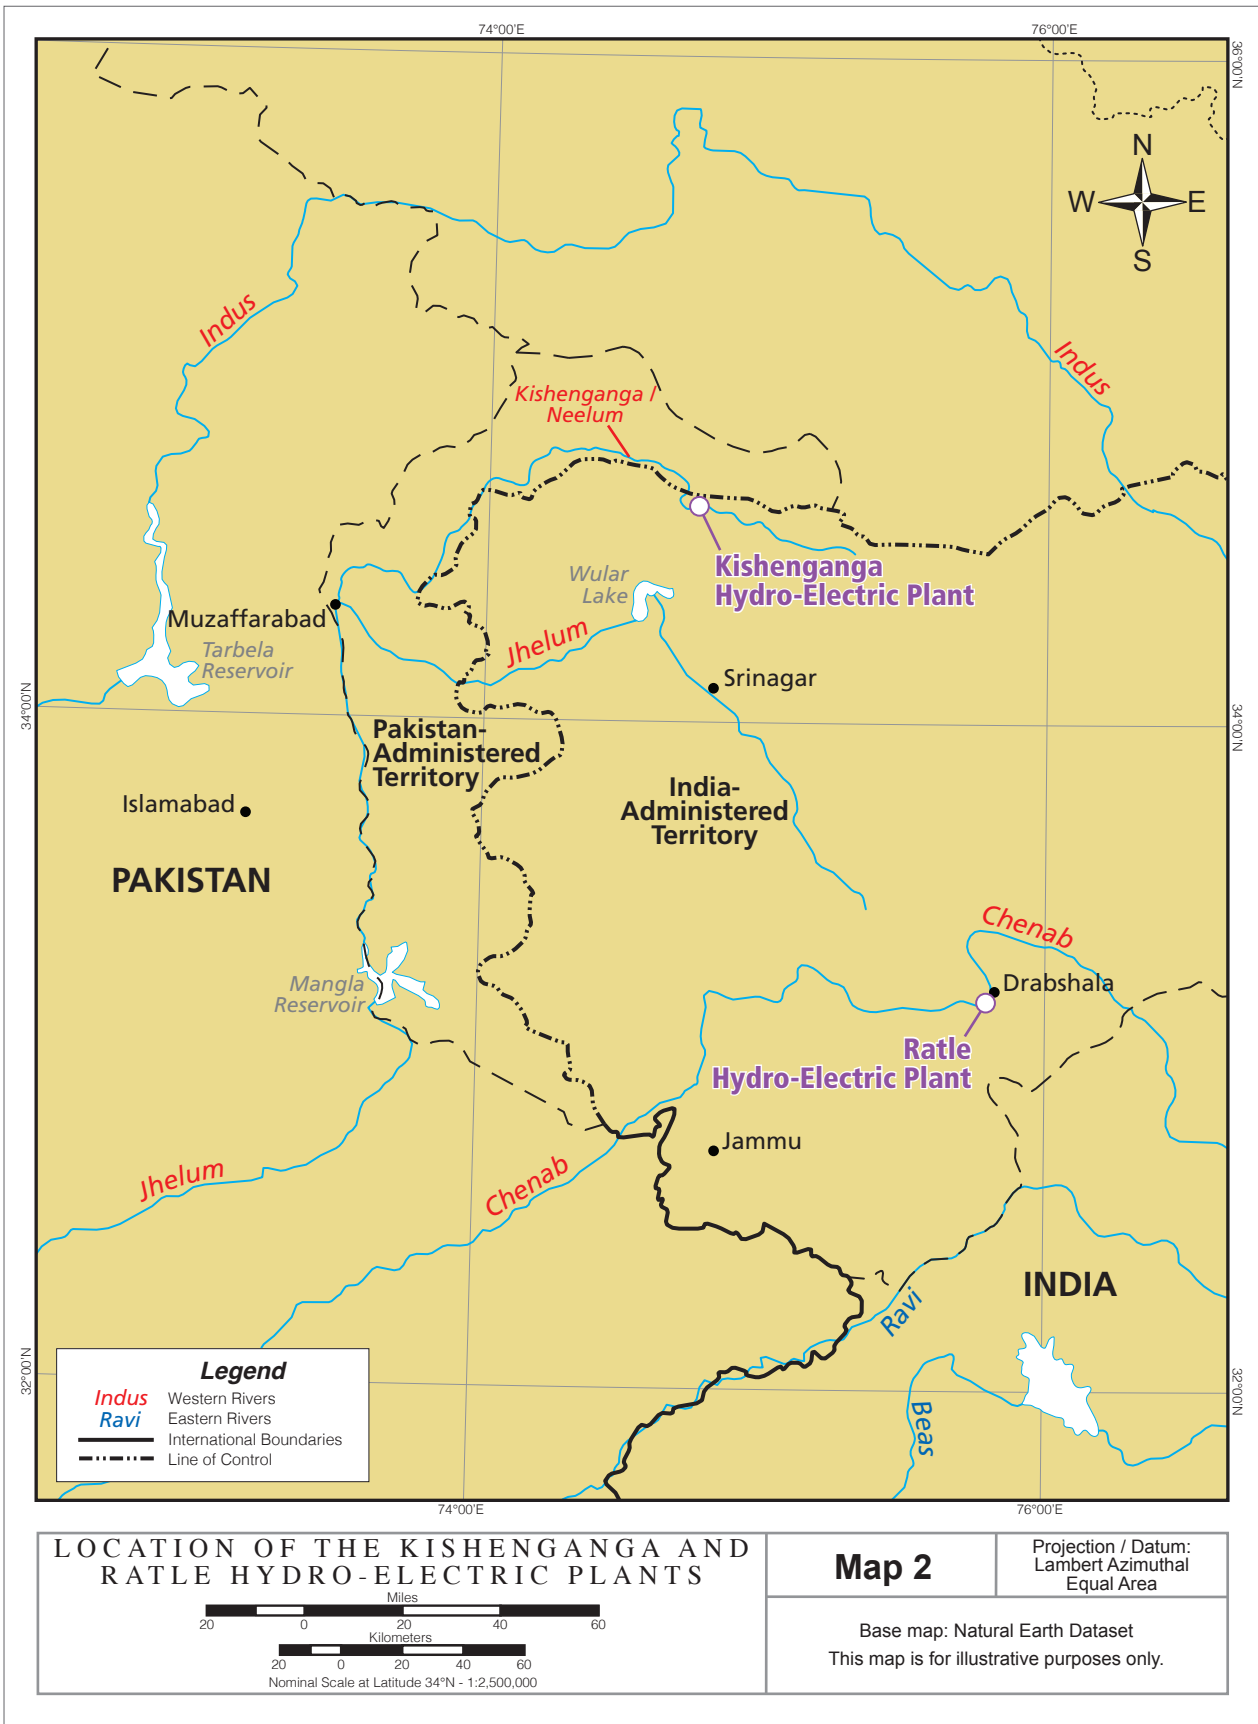 74°00'E
76°00'E
36°00'N
N
W
E
S
Indus
Indus
Kishenganga /
Neelum
Kishenganga
Hydro-Electric Plant
Wular
Lake
Muzaffarabad
Jhelum
Tarbela
Reservoir
Srinagar
34°00'N
34°00'N
Pakistan-
Administered
Territory
India-
Administered
Territory
Islamabad
PAKISTAN
Chenab
Mangla
Reservoir
Drabshala
Ratle
Hydro-Electric Plant
Jammu
Jhelum
Chenab
INDIA
Ravi
32°00'N
32°0.0'N
Beas
Legend
Indus Western Rivers
Ravi Eastern Rivers
International Boundaries
Line of Control
74°00'E
76°00'E
LOCATION OF THE KISHENGANGA AND
RATLE HYDRO-ELECTRIC PLANTS
Miles
20 0 20 40 60
Kilometers
20 0 20 40 60
Nominal Scale at Latitude 34°N - 1:2,500,000
Map 2
Projection / Datum:
Lambert Azimuthal
Equal Area
Base map: Natural Earth Dataset
This map is for illustrative purposes only.